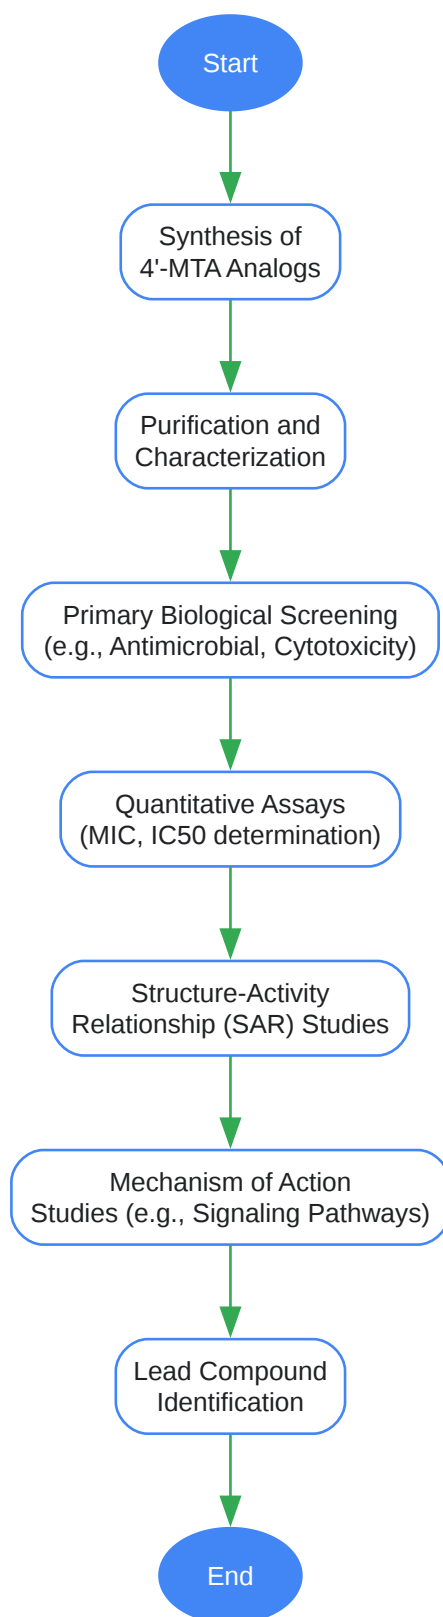 Start
Synthesis of
4'-MTA Analogs
Purification and
Characterization
Primary Biological Screening
(e.g., Antimicrobial, Cytotoxicity)
Quantitative Assays
(MIC, IC50 determination)
Structure-Activity
Relationship (SAR) Studies
Mechanism of Action
Studies (e.g., Signaling Pathways)
Lead Compound
Identification
End